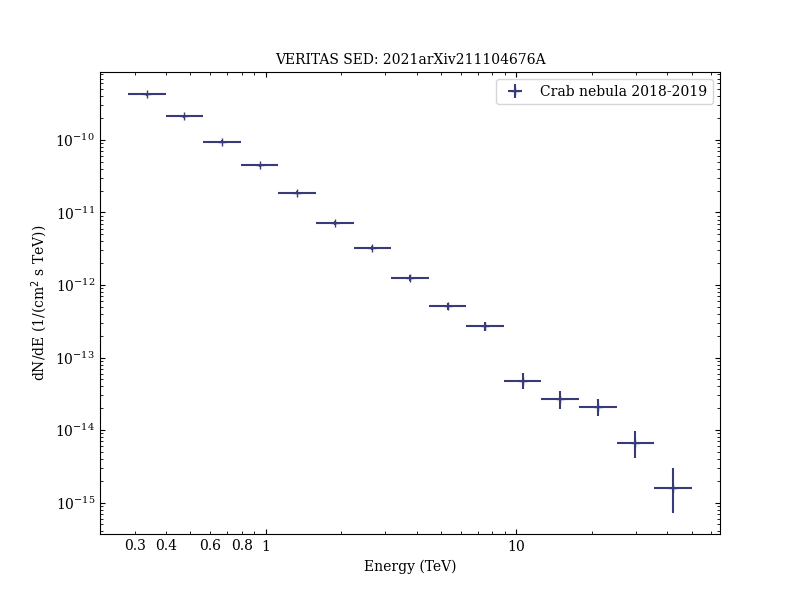 VERITAS SED: 2021arXiv211104676A
Crab nebula 2018-2019
dN/dE (1/(cm² s TeV))
10⁻¹⁰
10⁻¹¹
10⁻¹²
10⁻¹³
10⁻¹⁴
10⁻¹⁵
0.3 0.4 0.6 0.8 1 10
Energy (TeV)